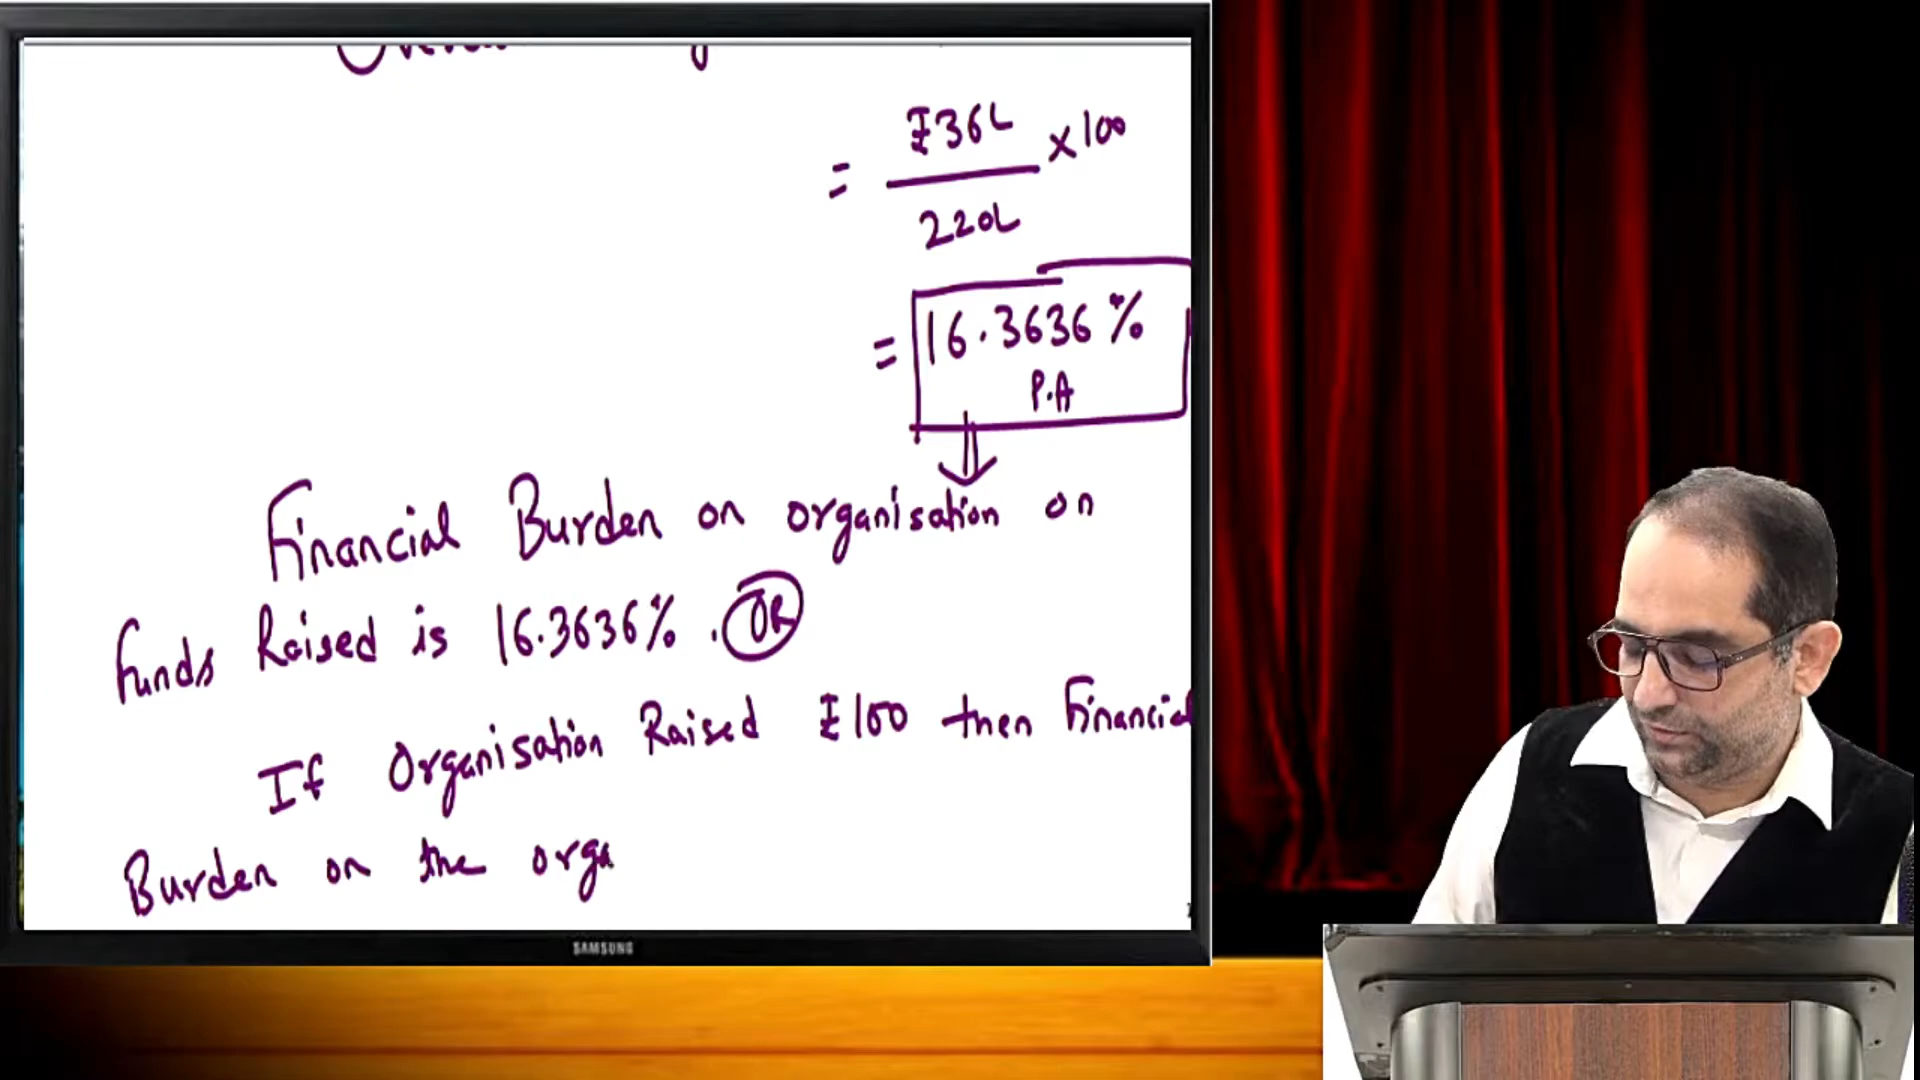 ₹36L
= ―― ×100
220L
= 16.3636%
P.A
Financial Burden on organisation on
Funds Raised is 16.3636%. OR
If Organisation Raised ₹100 then Financial
Burden on the orga
SAMSUNG